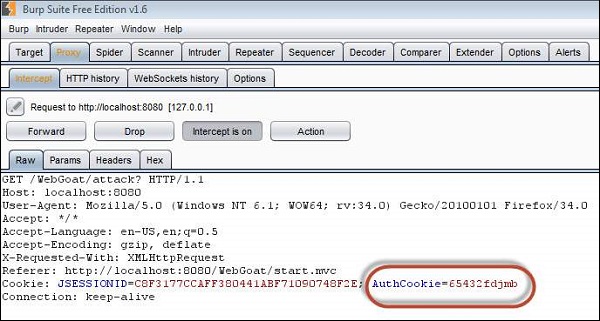 Burp Suite Free Edition v1.6
Burp Intruder Repeater Window Help
Target Proxy Spider Scanner Intruder Repeater Sequencer Decoder Comparer Extender Options Alerts
Intercept HTTP history WebSockets history Options
Request to http://localhost:8080 [127.0.0.1]
Forward Drop Intercept is on Action
Raw Params Headers Hex
GET /WebGoat/attack? HTTP/1.1
Host: localhost:8080
User-Agent: Mozilla/5.0 (Windows NT 6.1; WOW64; rv:34.0) Gecko/20100101 Firefox/34.0
Accept: */*
Accept-Language: en-US,en;q=0.5
Accept-Encoding: gzip, deflate
X-Requested-With: XMLHttpRequest
Referer: http://localhost:8080/WebGoat/start.mvc
Cookie: JSESSIONID=C8F3177CCAFF380441ABF71090748F2E; AuthCookie=65432fdjmb
Connection: keep-alive